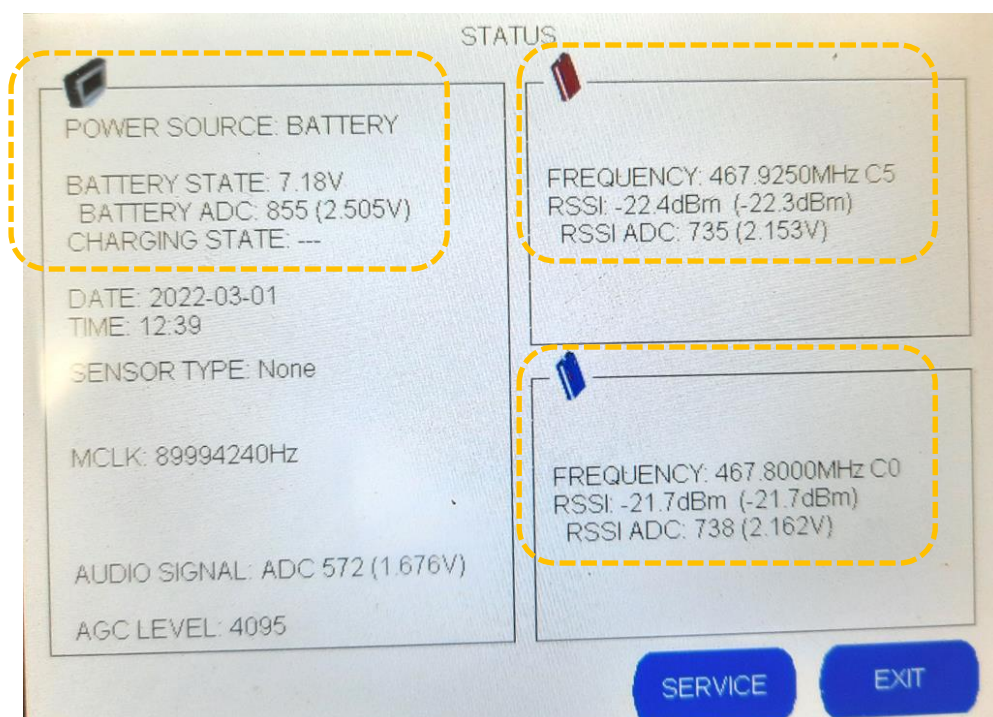 STATUS
POWER SOURCE: BATTERY
BATTERY STATE: 7.18V
BATTERY ADC: 855 (2.505V)
CHARGING STATE: ---
DATE: 2022-03-01
TIME: 12:39
SENSOR TYPE: None
MCLK: 89994240Hz
AUDIO SIGNAL: ADC 572 (1.676V)
AGC LEVEL: 4095
FREQUENCY: 467.9250MHz C5
RSSI: -22.4dBm (-22.3dBm)
RSSI ADC: 735 (2.153V)
FREQUENCY: 467.8000MHz C0
RSSI: -21.7dBm (-21.7dBm)
RSSI ADC: 738 (2.162V)
SERVICE
EXIT